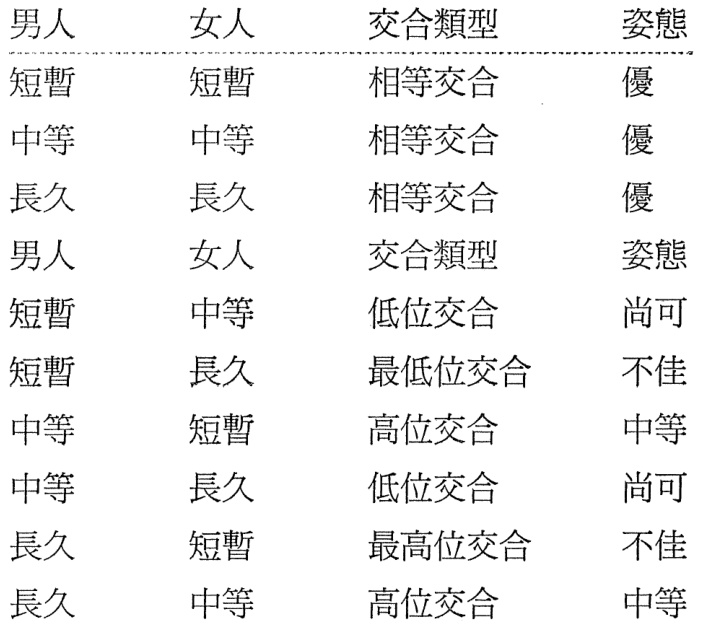 男人 女人 交合類型 姿態
短暫 短暫 相等交合 優
中等 中等 相等交合 優
長久 長久 相等交合 優
男人 女人 交合類型 姿態
短暫 中等 低位交合 尚可
短暫 長久 最低位交合 不佳
中等 短暫 高位交合 中等
中等 長久 低位交合 尚可
長久 短暫 最高位交合 不佳
長久 中等 高位交合 中等